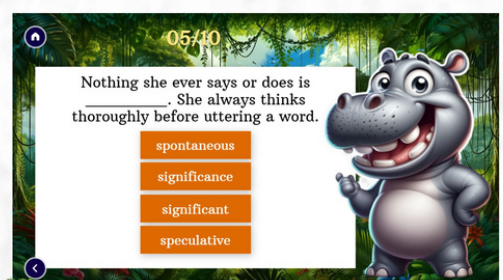 05/10
Nothing she ever says or does is
__________. She always thinks
thoroughly before uttering a word.
spontaneous
significance
significant
speculative